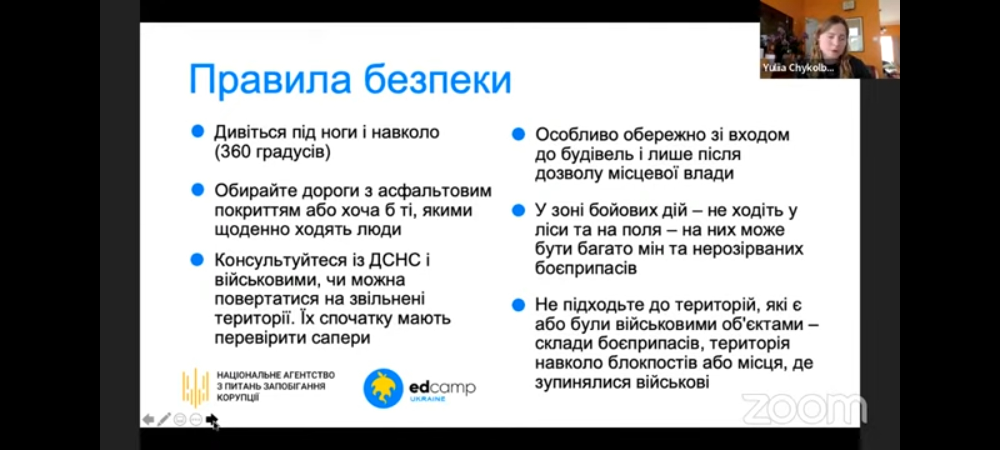 Правила безпеки
Дивіться під ноги і навколо
(360 градусів)
Обирайте дороги з асфальтовим
покриттям або хоча б ті, якими
щоденно ходять люди
Консультуйтеся із ДСНС і
військовими, чи можна
повертатися на звільнені
території. Їх спочатку мають
перевірити сапери
Особливо обережно зі входом
до будівель і лише після
дозволу місцевої влади
У зоні бойових дій – не ходіть у
ліси та на поля – на них може
бути багато мін та нерозірваних
боєприпасів
Не підходьте до територій, які є
або були військовими об'єктами –
склади боєприпасів, територія
навколо блокпостів або місця, де
зупинялися військові
НАЦІОНАЛЬНЕ АГЕНТСТВО
З ПИТАНЬ ЗАПОБІГАННЯ
КОРУПЦІЇ
edcamp
UKRAINE
Yuliia Chykolb...
zoom